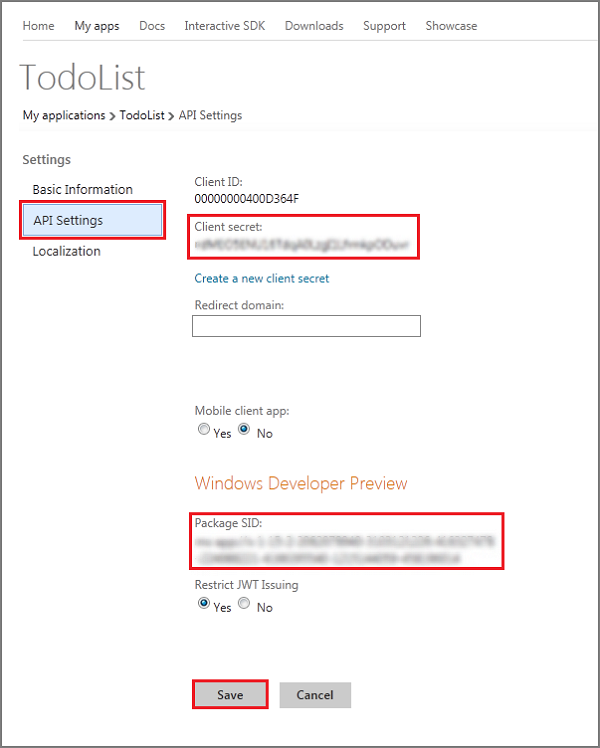 Home My apps Docs Interactive SDK Downloads Support Showcase
TodoList
My applications > TodoList > API Settings
Settings
Basic Information
API Settings
Localization
Client ID:
00000000400D364F
Client secret:
Create a new client secret
Redirect domain:
Mobile client app:
Yes No
Windows Developer Preview
Package SID:
Restrict JWT Issuing
Yes No
Save Cancel